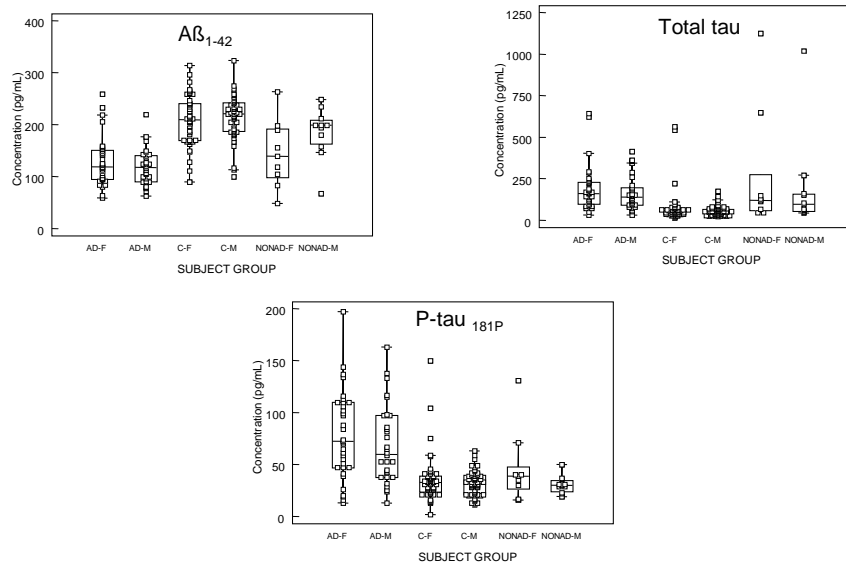 Aß1-42
Concentration (pg/mL)
400
300
200
100
0
AD-F AD-M C-F C-M NONAD-F NONAD-M
SUBJECT GROUP
Total tau
Concentration (pg/mL)
1250
750
250
0
AD-F AD-M C-F C-M NONAD-F NONAD-M
SUBJECT GROUP
P-tau 181P
Concentration (pg/mL)
200
150
100
50
0
AD-F AD-M C-F C-M NONAD-F NONAD-M
SUBJECT GROUP